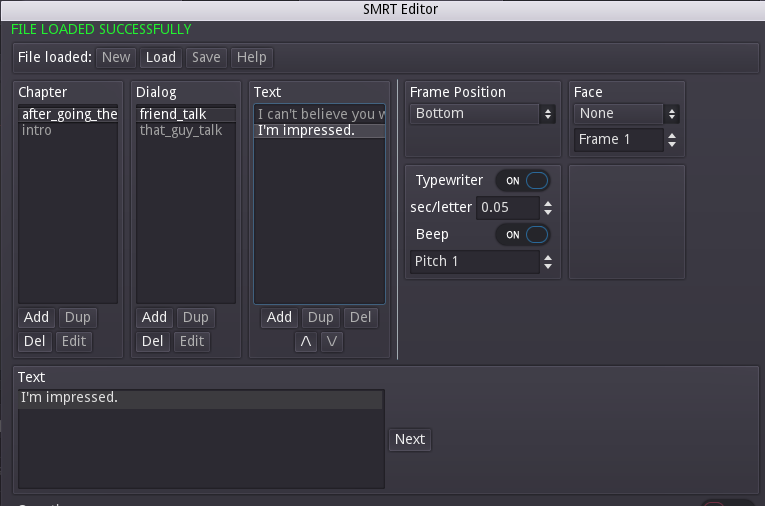 SMRT Editor
FILE LOADED SUCCESSFULLY
File loaded: New Load Save Help
Chapter
after_going_the
intro
Add Dup
Del Edit
Dialog
friend_talk
that_guy_talk
Add Dup
Del Edit
Text
I can't believe you w
I'm impressed.
Add Dup Del
Frame Position
Bottom
Face
None
Frame 1
Typewriter ON
sec/letter 0.05
Beep ON
Pitch 1
Text
I'm impressed.
Next